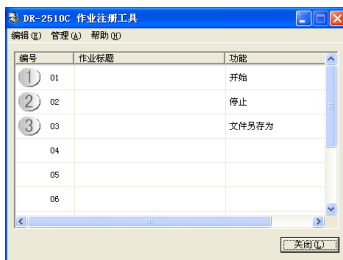 DR-2510C 作业注册工具
编辑(E) 管理(A) 帮助(H)
编号 作业标题 功能
1 01 开始
2 02 停止
3 03 文件另存为
04
05
06
关闭(L)